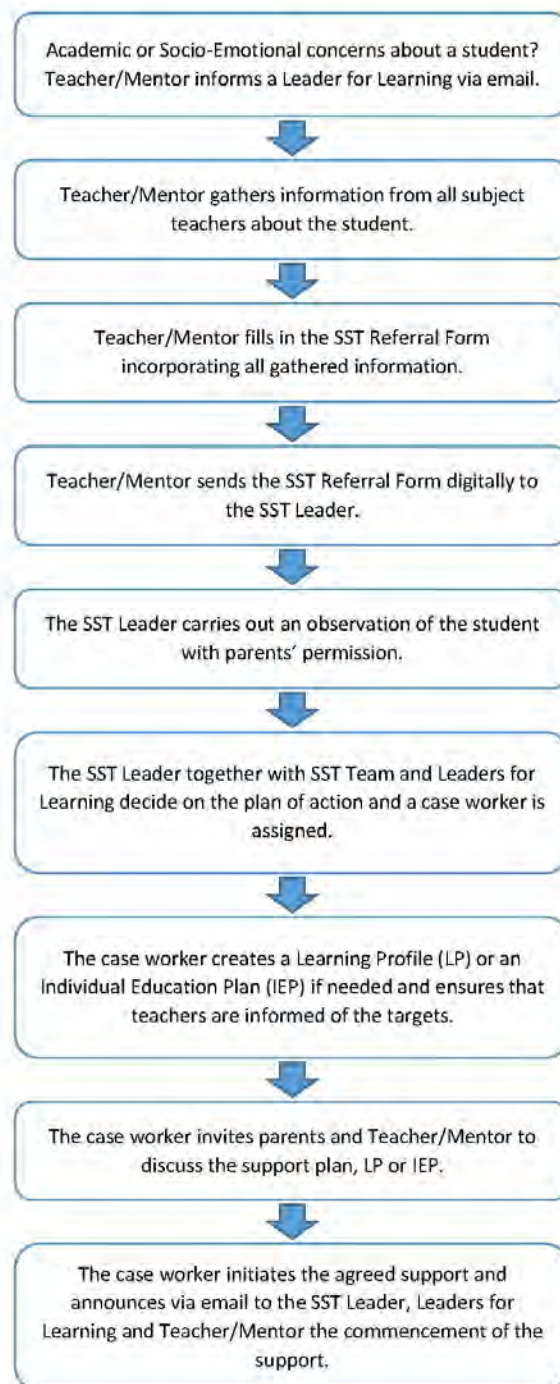 Academic or Socio-Emotional concerns about a student?
Teacher/Mentor informs a Leader for Learning via email.
Teacher/Mentor gathers information from all subject
teachers about the student.
Teacher/Mentor fills in the SST Referral Form
incorporating all gathered information.
Teacher/Mentor sends the SST Referral Form digitally to
the SST Leader.
The SST Leader carries out an observation of the student
with parents’ permission.
The SST Leader together with SST Team and Leaders for
Learning decide on the plan of action and a case worker is
assigned.
The case worker creates a Learning Profile (LP) or an
Individual Education Plan (IEP) if needed and ensures that
teachers are informed of the targets.
The case worker invites parents and Teacher/Mentor to
discuss the support plan, LP or IEP.
The case worker initiates the agreed support and
announces via email to the SST Leader, Leaders for
Learning and Teacher/Mentor the commencement of the
support.